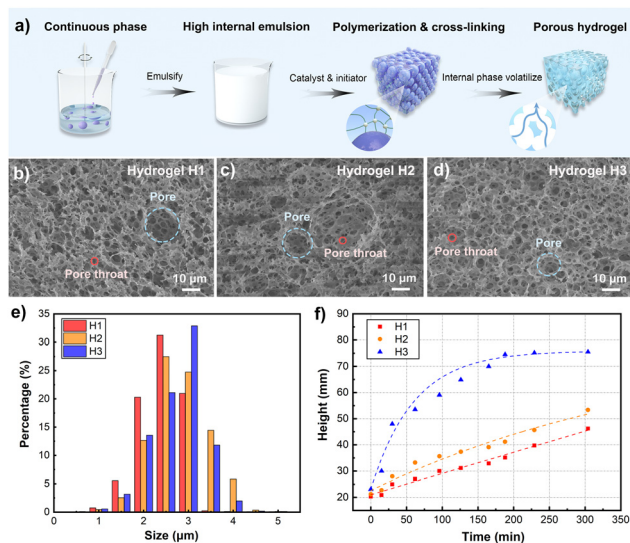 a)
Continuous phase
High internal emulsion
Polymerization & cross-linking
Porous hydrogel
Emulsify
Catalyst & initiator
Internal phase volatilize
b)
Hydrogel H1
Pore
Pore throat
10 μm
c)
Hydrogel H2
Pore
Pore throat
10 μm
d)
Hydrogel H3
Pore throat
Pore
10 μm
e)
H1
H2
H3
35
30
25
20
15
10
5
0
Percentage (%)
0 1 2 3 4 5
Size (μm)
f)
H1
H2
H3
90
80
70
60
50
40
30
20
Height (mm)
0 50 100 150 200 250 300 350
Time (min)